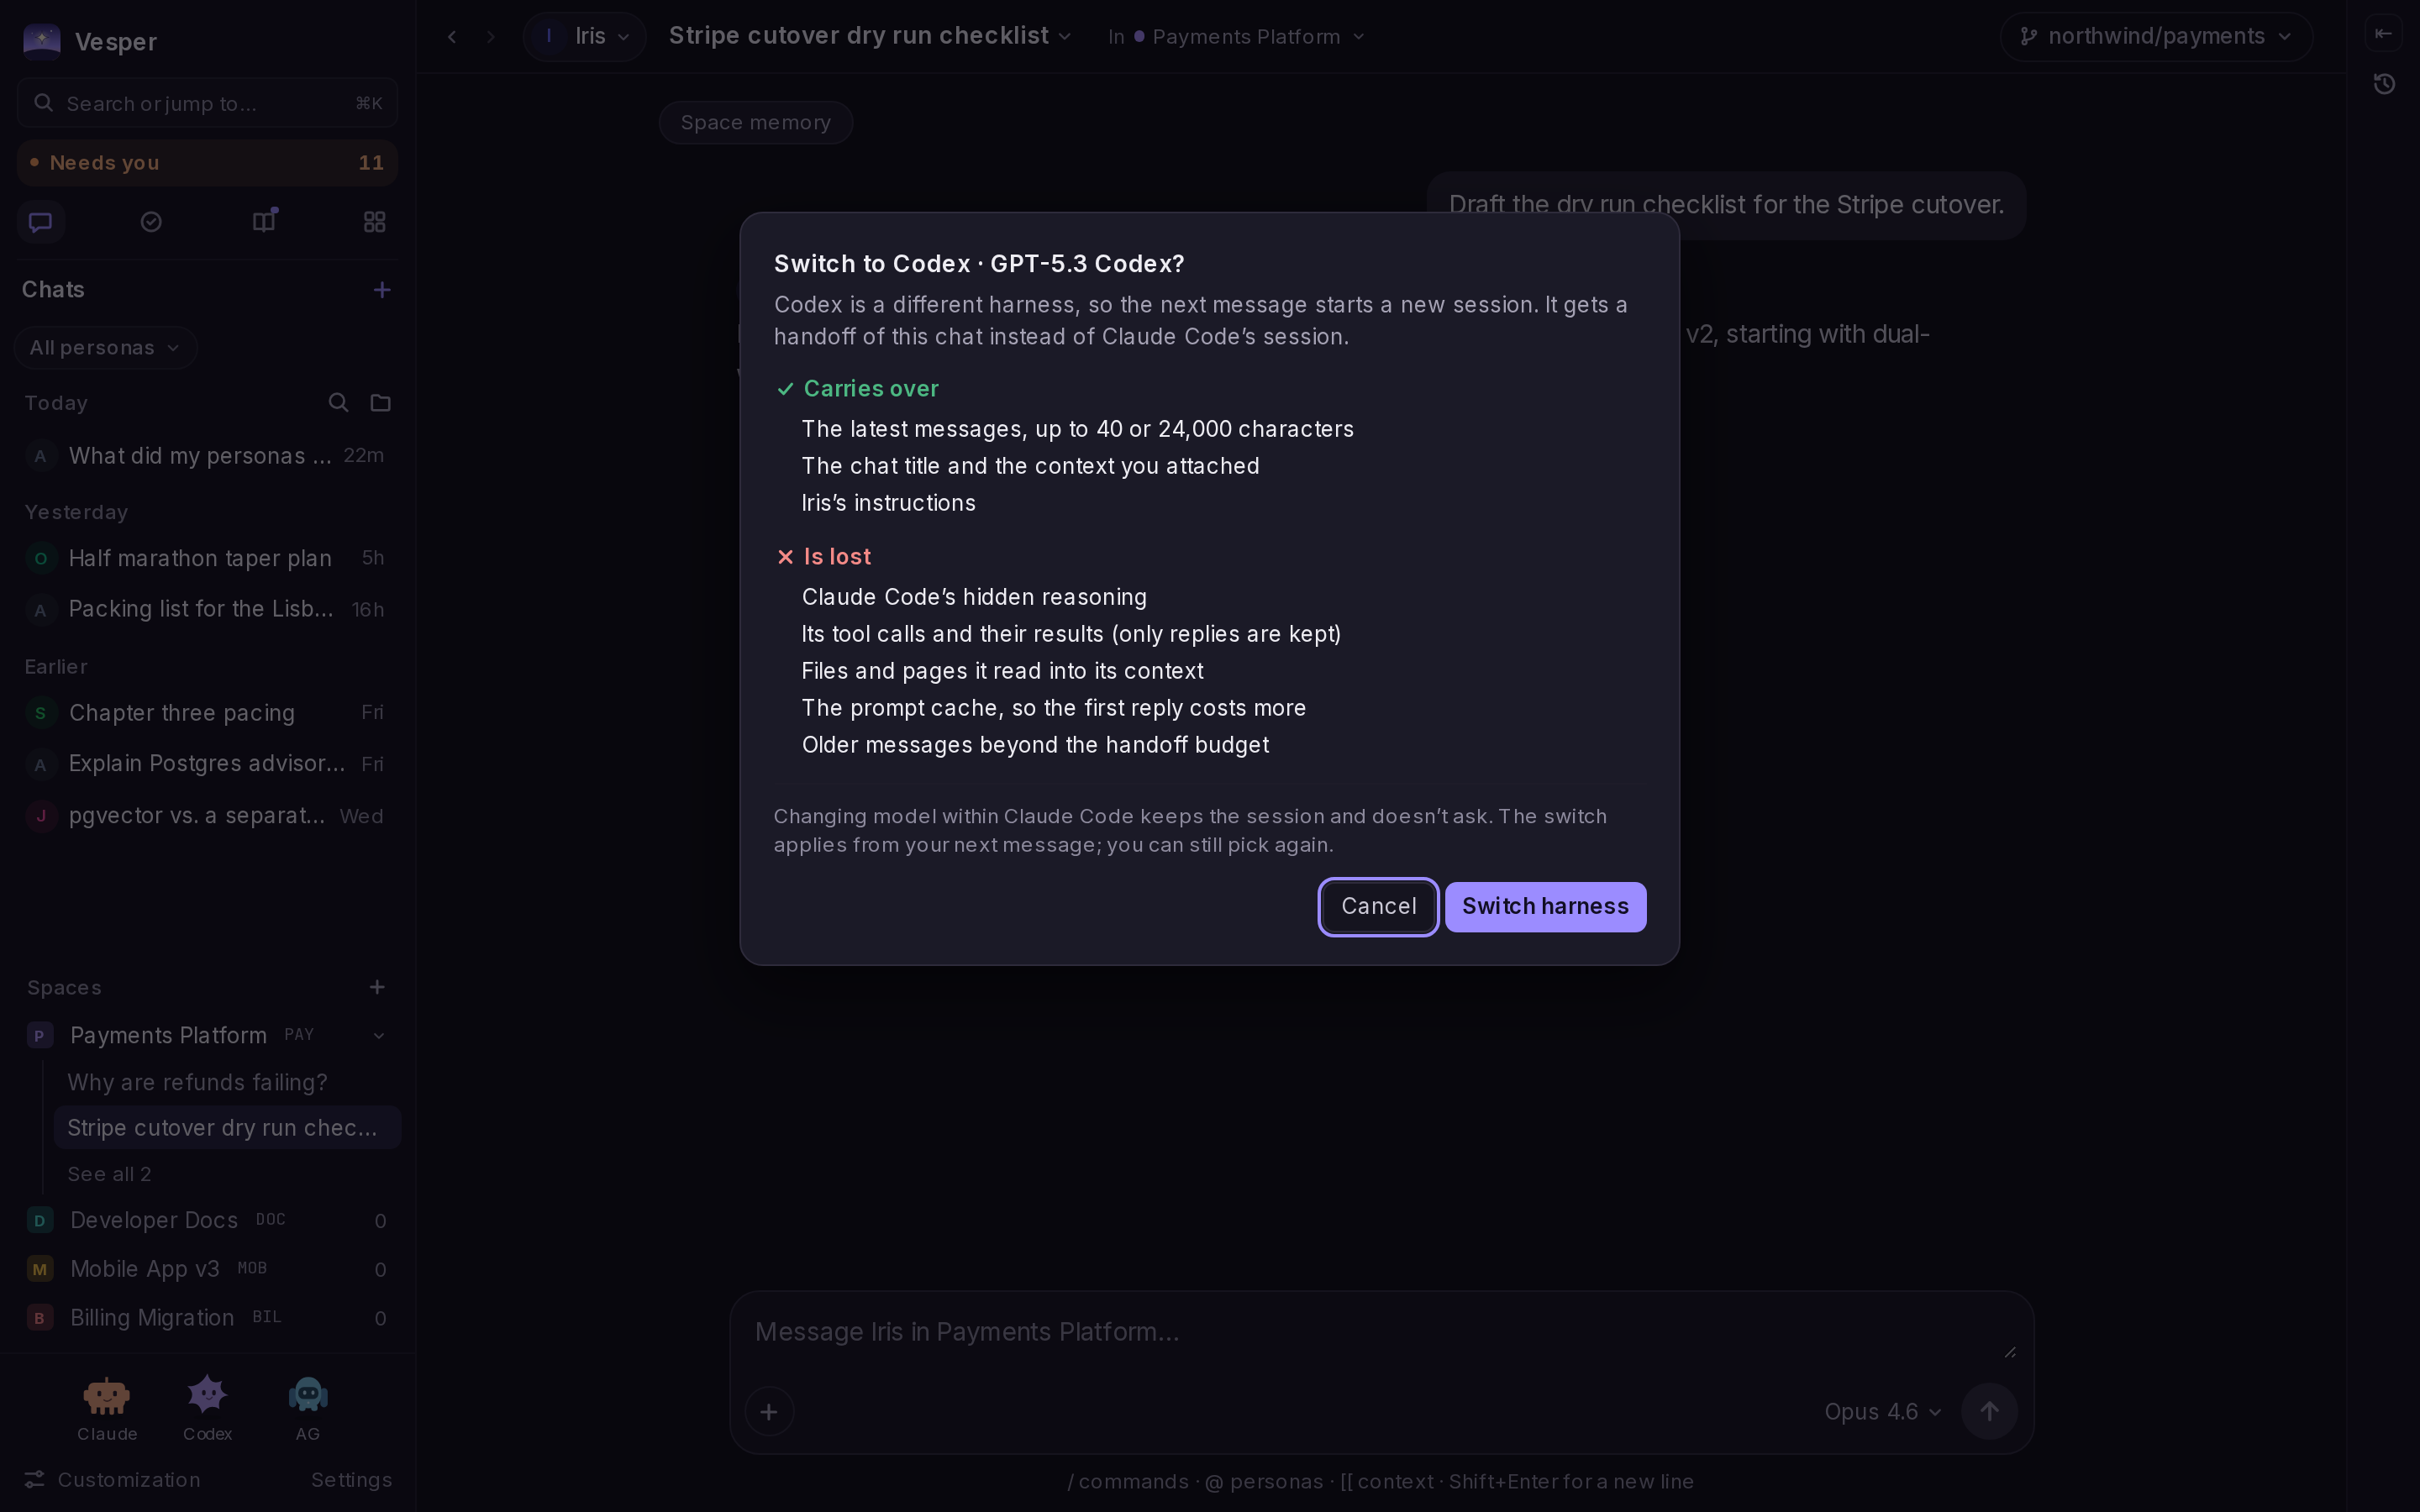 Vesper
Search or jump to... ⌘K
Needs you 11
Chats
All personas
Today
A What did my personas ... 22m
Yesterday
O Half marathon taper plan 5h
A Packing list for the Lisb... 16h
Earlier
S Chapter three pacing Fri
A Explain Postgres advisor... Fri
J pgvector vs. a separat... Wed
Spaces
P Payments Platform PAY
Why are refunds failing?
Stripe cutover dry run chec...
See all 2
D Developer Docs DOC 0
M Mobile App v3 MOB 0
B Billing Migration BIL 0
Claude Codex AG
Customization Settings
I Iris Stripe cutover dry run checklist In Payments Platform northwind/payments
Space memory
Draft the dry run checklist for the Stripe cutover.
v2, starting with dual-
Switch to Codex · GPT-5.3 Codex?
Codex is a different harness, so the next message starts a new session. It gets a
handoff of this chat instead of Claude Code’s session.
Carries over
The latest messages, up to 40 or 24,000 characters
The chat title and the context you attached
Iris’s instructions
Is lost
Claude Code’s hidden reasoning
Its tool calls and their results (only replies are kept)
Files and pages it read into its context
The prompt cache, so the first reply costs more
Older messages beyond the handoff budget
Changing model within Claude Code keeps the session and doesn’t ask. The switch
applies from your next message; you can still pick again.
Cancel Switch harness
Message Iris in Payments Platform...
Opus 4.6
/ commands · @ personas · [[ context · Shift+Enter for a new line